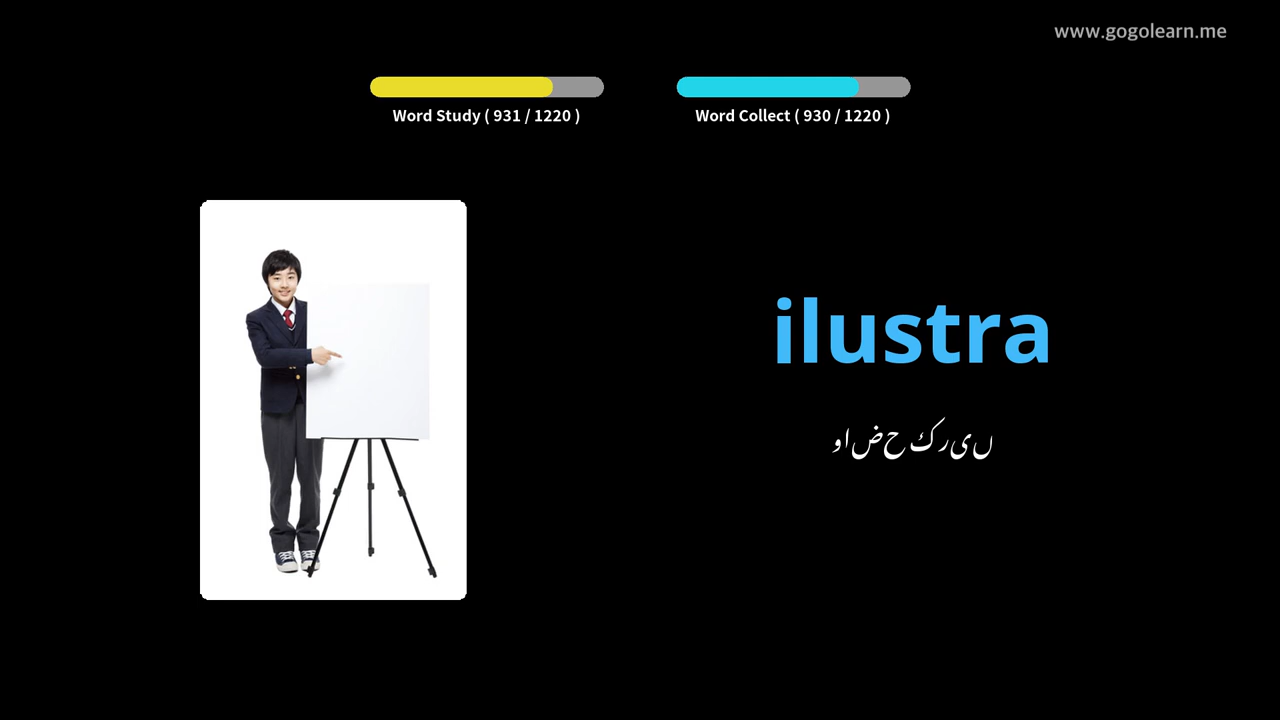 www.gogolearn.me
Word Study ( 931 / 1220 )
Word Collect ( 930 / 1220 )
ilustra
واضح کریں